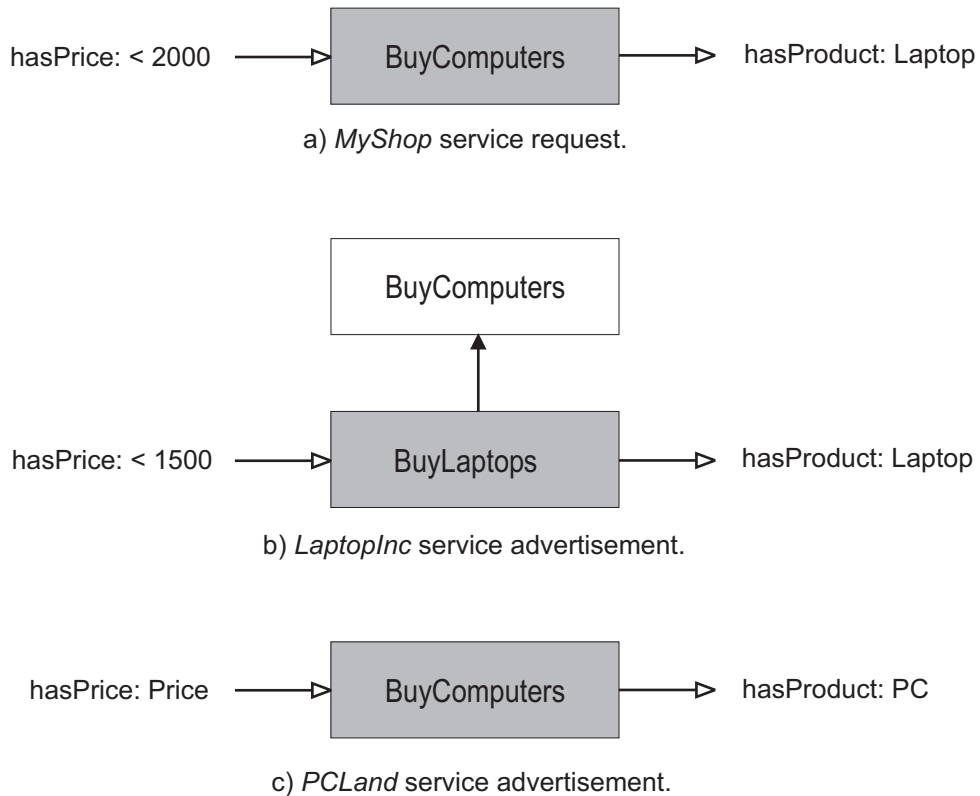 hasPrice: < 2000
BuyComputers
hasProduct: Laptop
a) MyShop service request.
BuyComputers
hasPrice: < 1500
BuyLaptops
hasProduct: Laptop
b) LaptopInc service advertisement.
hasPrice: Price
BuyComputers
hasProduct: PC
c) PCLand service advertisement.